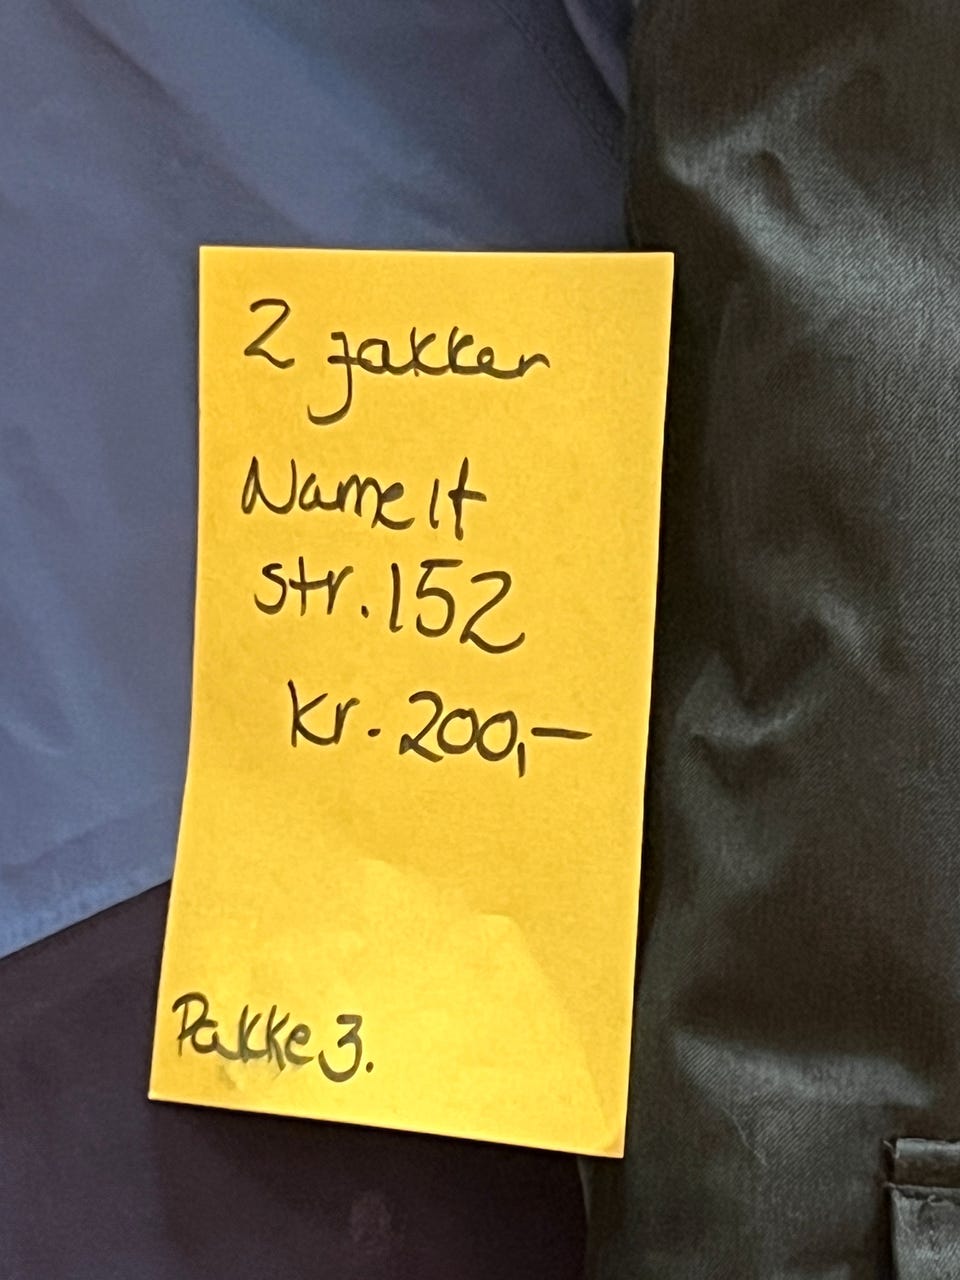 2 jakker
Name It
str. 152
kr. 200,-
Pakke 3.